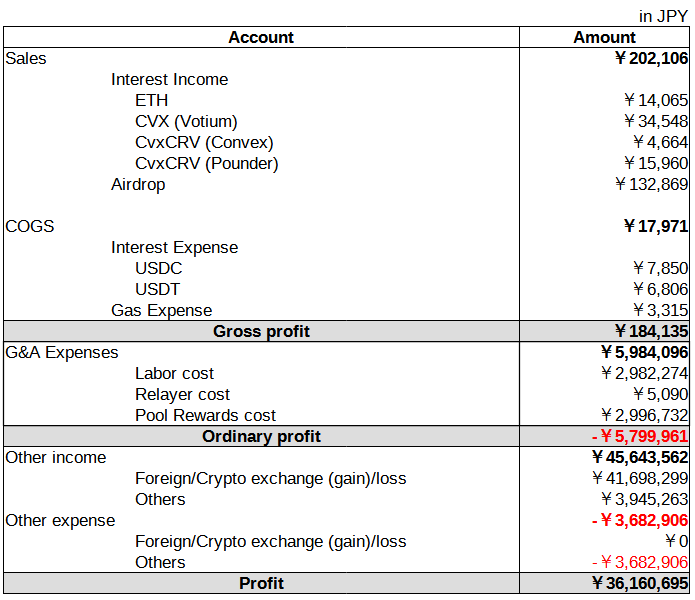 in JPY
Account Amount
Sales ¥202,106
Interest Income
ETH ¥14,065
CVX (Votium) ¥34,548
CvxCRV (Convex) ¥4,664
CvxCRV (Pounder) ¥15,960
Airdrop ¥132,869
COGS ¥17,971
Interest Expense
USDC ¥7,850
USDT ¥6,806
Gas Expense ¥3,315
Gross profit ¥184,135
G&A Expenses ¥5,984,096
Labor cost ¥2,982,274
Relayer cost ¥5,090
Pool Rewards cost ¥2,996,732
Ordinary profit -¥5,799,961
Other income ¥45,643,562
Foreign/Crypto exchange (gain)/loss ¥41,698,299
Others ¥3,945,263
Other expense -¥3,682,906
Foreign/Crypto exchange (gain)/loss ¥0
Others -¥3,682,906
Profit ¥36,160,695